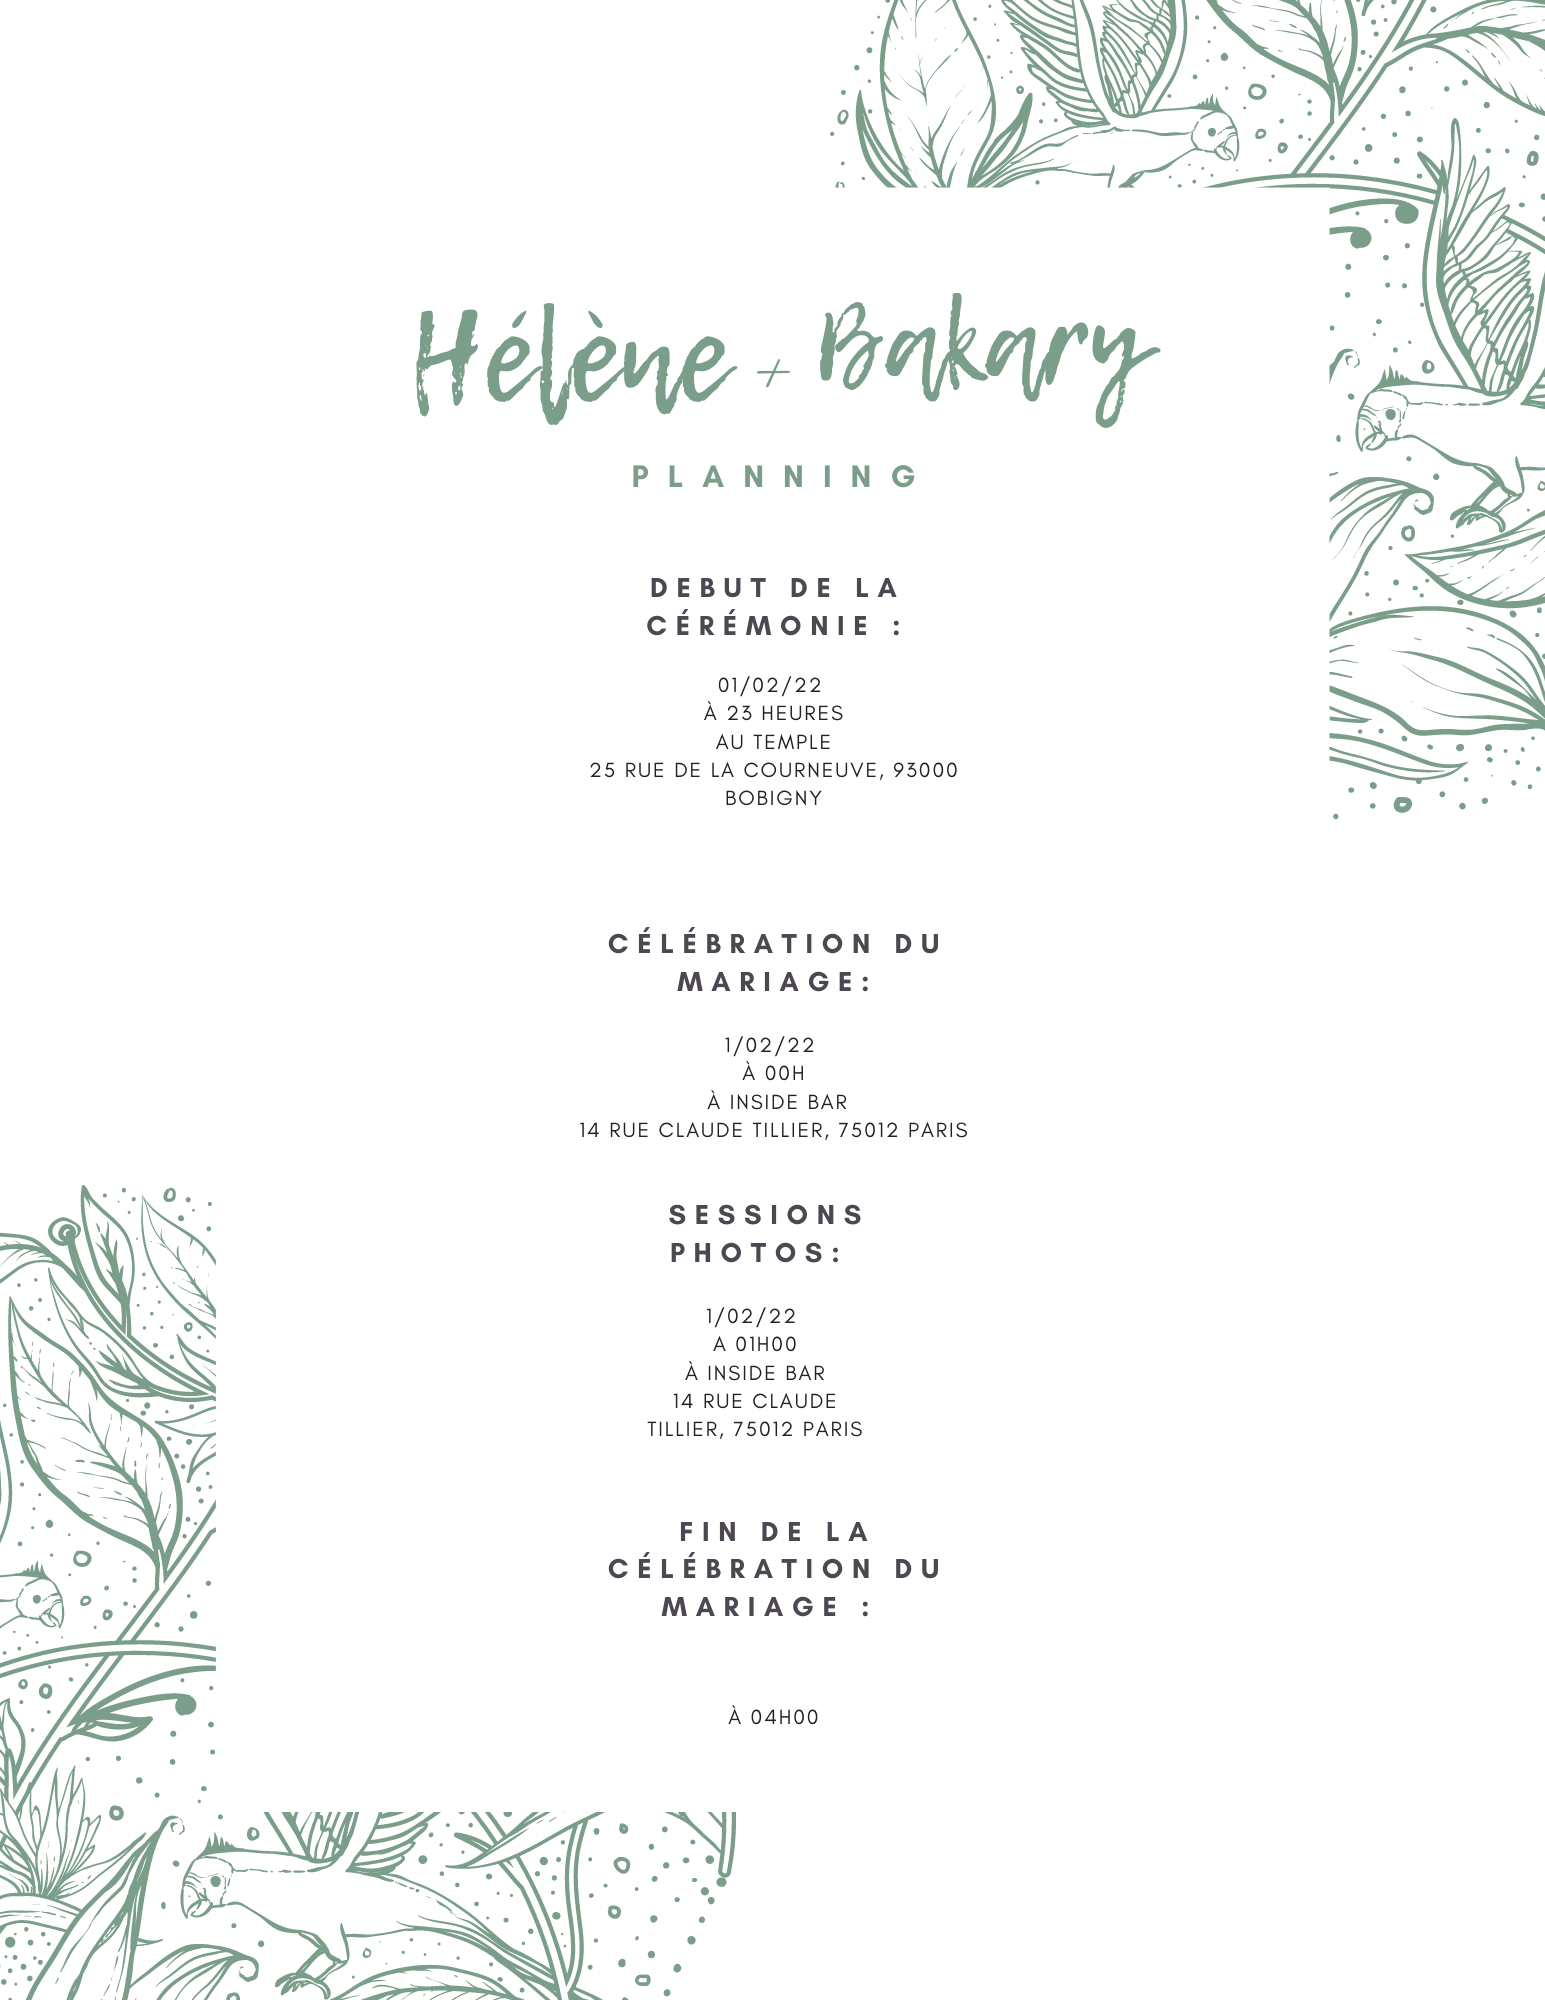 Hélène + Bakary
PLANNING
DEBUT DE LA
CÉRÉMONIE :
01/02/22
À 23 HEURES
AU TEMPLE
25 RUE DE LA COURNEUVE, 93000
BOBIGNY
CÉLÉBRATION DU
MARIAGE:
1/02/22
À 00H
À INSIDE BAR
14 RUE CLAUDE TILLIER, 75012 PARIS
SESSIONS
PHOTOS:
1/02/22
A 01H00
À INSIDE BAR
14 RUE CLAUDE
TILLIER, 75012 PARIS
FIN DE LA
CÉLÉBRATION DU
MARIAGE :
À 04H00